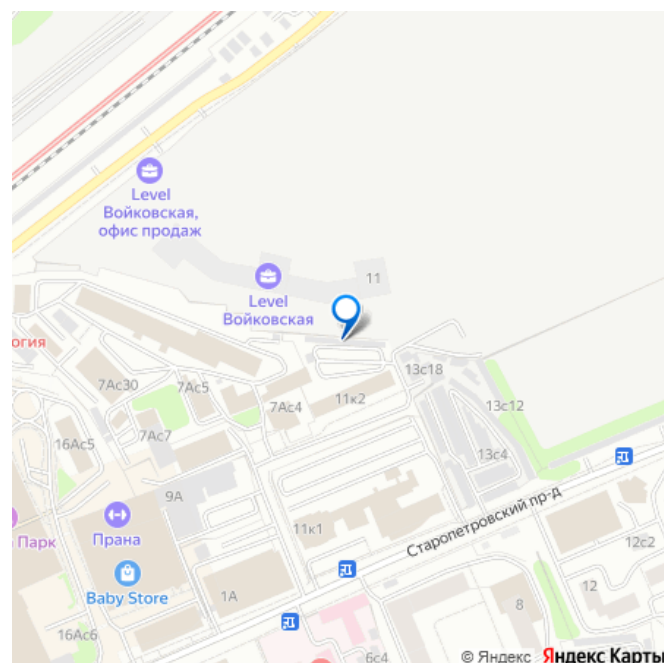 Level
Войковская,
офис продаж
Level
Войковская
11
огия
7Ас30
7Ас5
7Ас4
11к2
13с18
13с12
16Ас5
7Ас7
13с4
9А
Прана
о Парк
11к1
Старопетровский пр-д
Baby Store
1А
12с2
12
8
16Ас6
6с4
© Яндекс Яндекс Карты